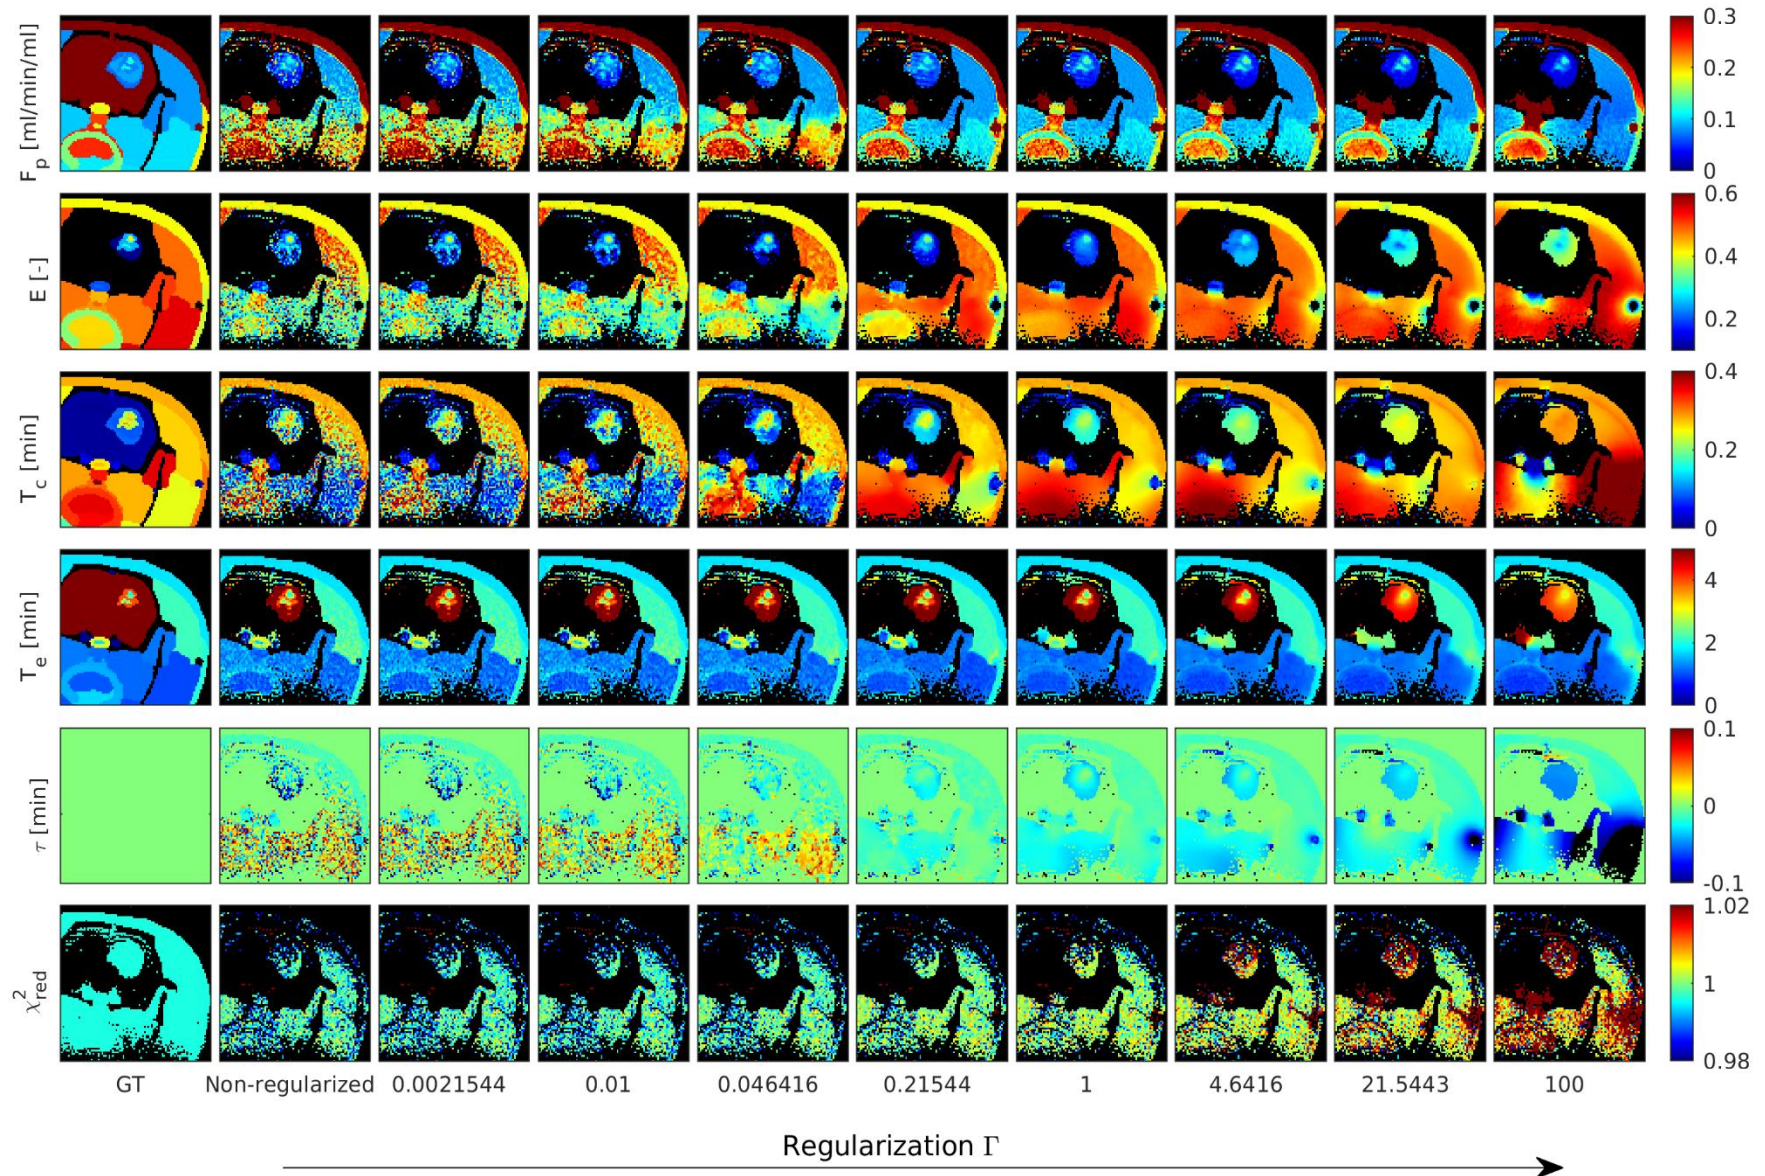 F_p [ml/min/ml]
0.3
0.2
0.1
0
E [-]
0.6
0.4
0.2
T_c [min]
0.4
0.2
0
T_e [min]
4
2
0
τ [min]
0.1
0
-0.1
χ²_red
1.02
1
0.98
GT Non-regularized 0.0021544 0.01 0.046416 0.21544 1 4.6416 21.5443 100
Regularization Γ